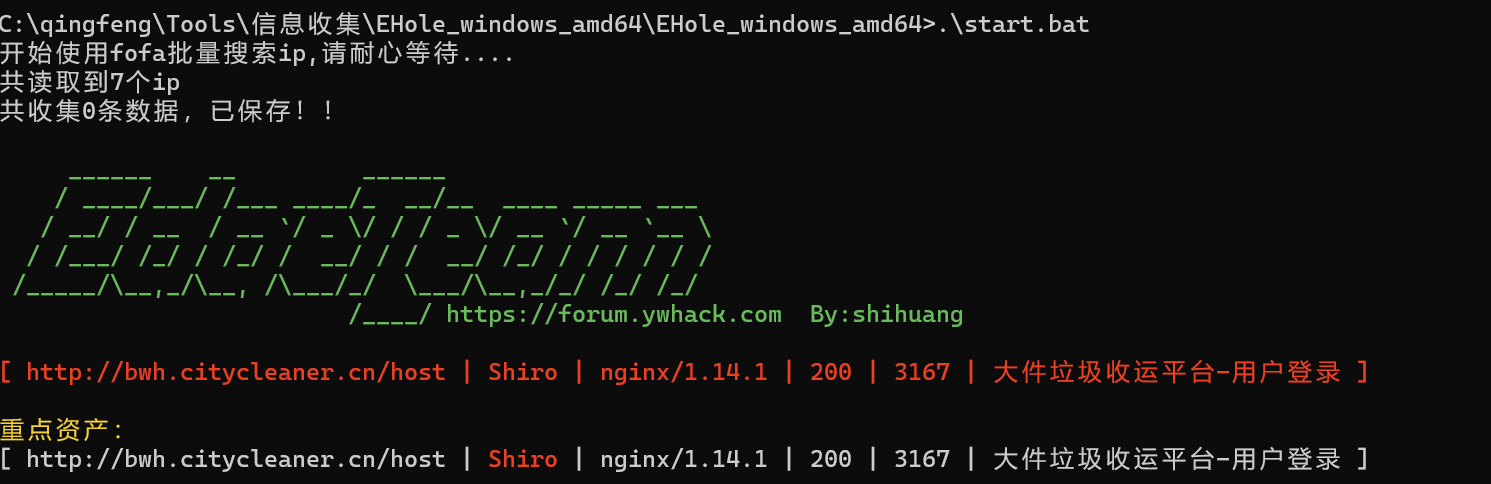 C:\qingfeng\Tools\信息收集\EHole_windows_amd64\EHole_windows_amd64>.\start.bat
开始使用fofa批量搜索ip,请耐心等待....
共读取到7个ip
共收集0条数据，已保存！！
EdgeTeam
https://forum.ywhack.com By:shihuang
[ http://bwh.citycleaner.cn/host | Shiro | nginx/1.14.1 | 200 | 3167 | 大件垃圾收运平台-用户登录 ]
重点资产：
[ http://bwh.citycleaner.cn/host | Shiro | nginx/1.14.1 | 200 | 3167 | 大件垃圾收运平台-用户登录 ]